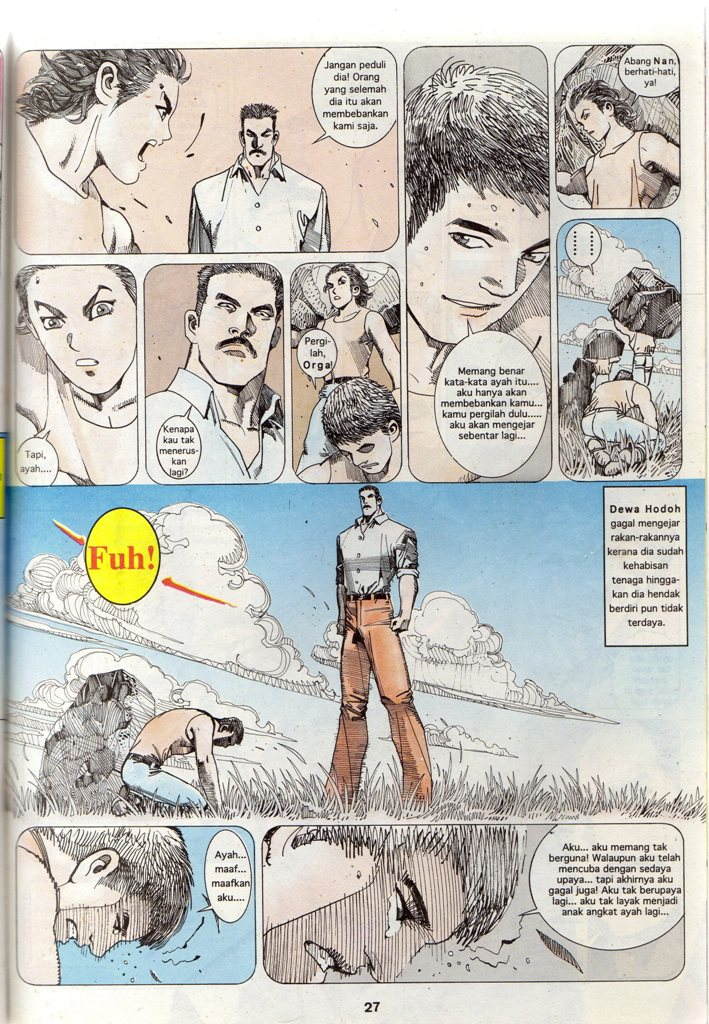 Jangan peduli
dia! Orang
yang selemah
dia itu akan
membebankan
kami saja.
Abang Nan,
berhati-hati,
ya!
Tapi,
ayah....
Kenapa
kau tak
menerus-
kan
lagi?
Pergi-
lah,
Orga!
Memang benar
kata-kata ayah itu....
aku hanya akan
membebankan kamu...
kamu pergilah dulu.....
aku akan mengejar
sebentar lagi...
Fuh!
Dewa Hodoh
gagal mengejar
rakan-rakannya
kerana dia sudah
kehabisan
tenaga hingga-
kan dia hendak
berdiri pun tidak
terdaya.
Ayah...
maaf...
maafkan
aku....
Aku... aku memang tak
berguna! Walaupun aku telah
mencuba dengan sedaya
upaya... tapi akhirnya aku
gagal juga! Aku tak berupaya
lagi... aku tak layak menjadi
anak angkat ayah lagi...
27